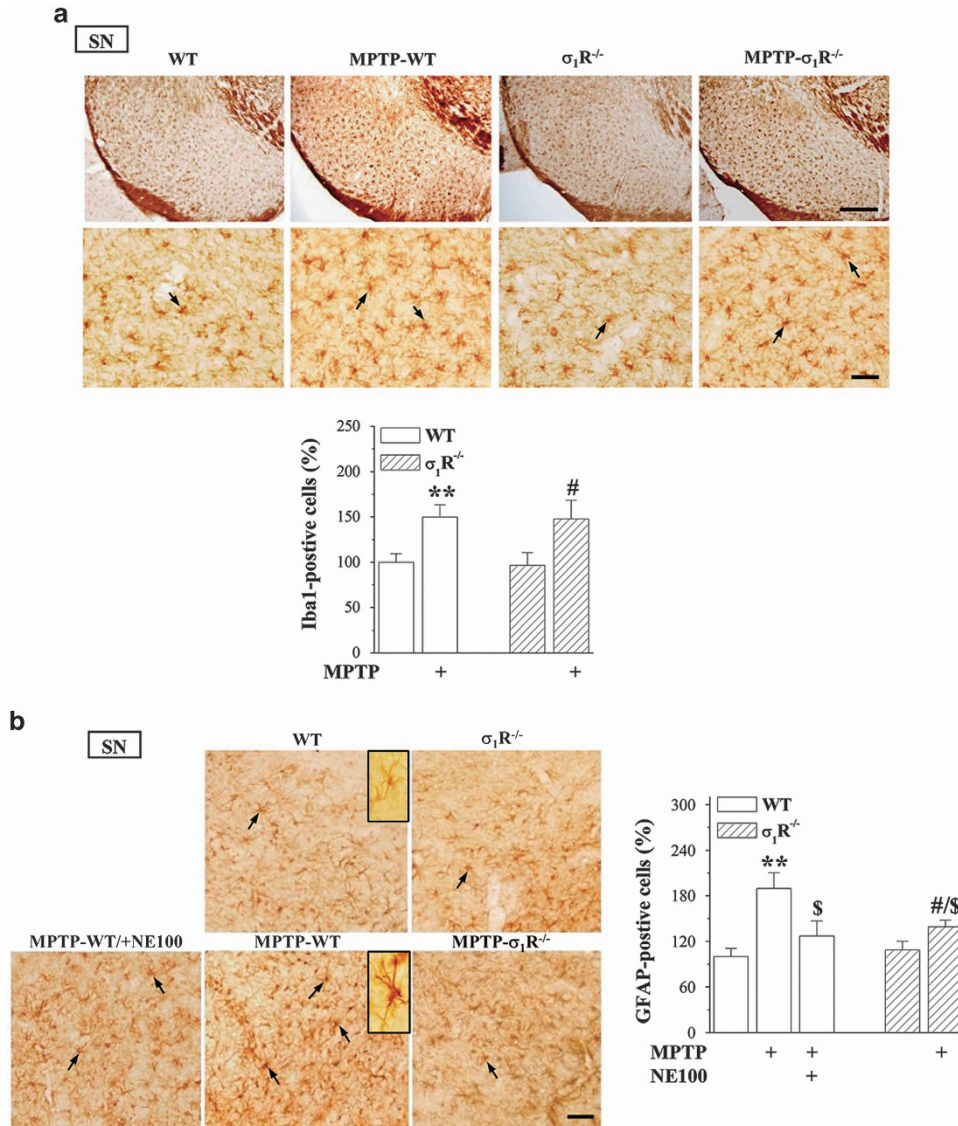 a
SN
WT MPTP-WT σ₁R⁻/⁻ MPTP-σ₁R⁻/⁻
250
200
150
100
50
0
Iba1-postive cells (%)
WT
σ₁R⁻/⁻
** #
MPTP + +
b
SN
WT σ₁R⁻/⁻
MPTP-WT/+NE100 MPTP-WT MPTP-σ₁R⁻/⁻
300
240
180
120
60
0
GFAP-postive cells (%)
WT
σ₁R⁻/⁻
** $ #/$
MPTP + + +
NE100 +